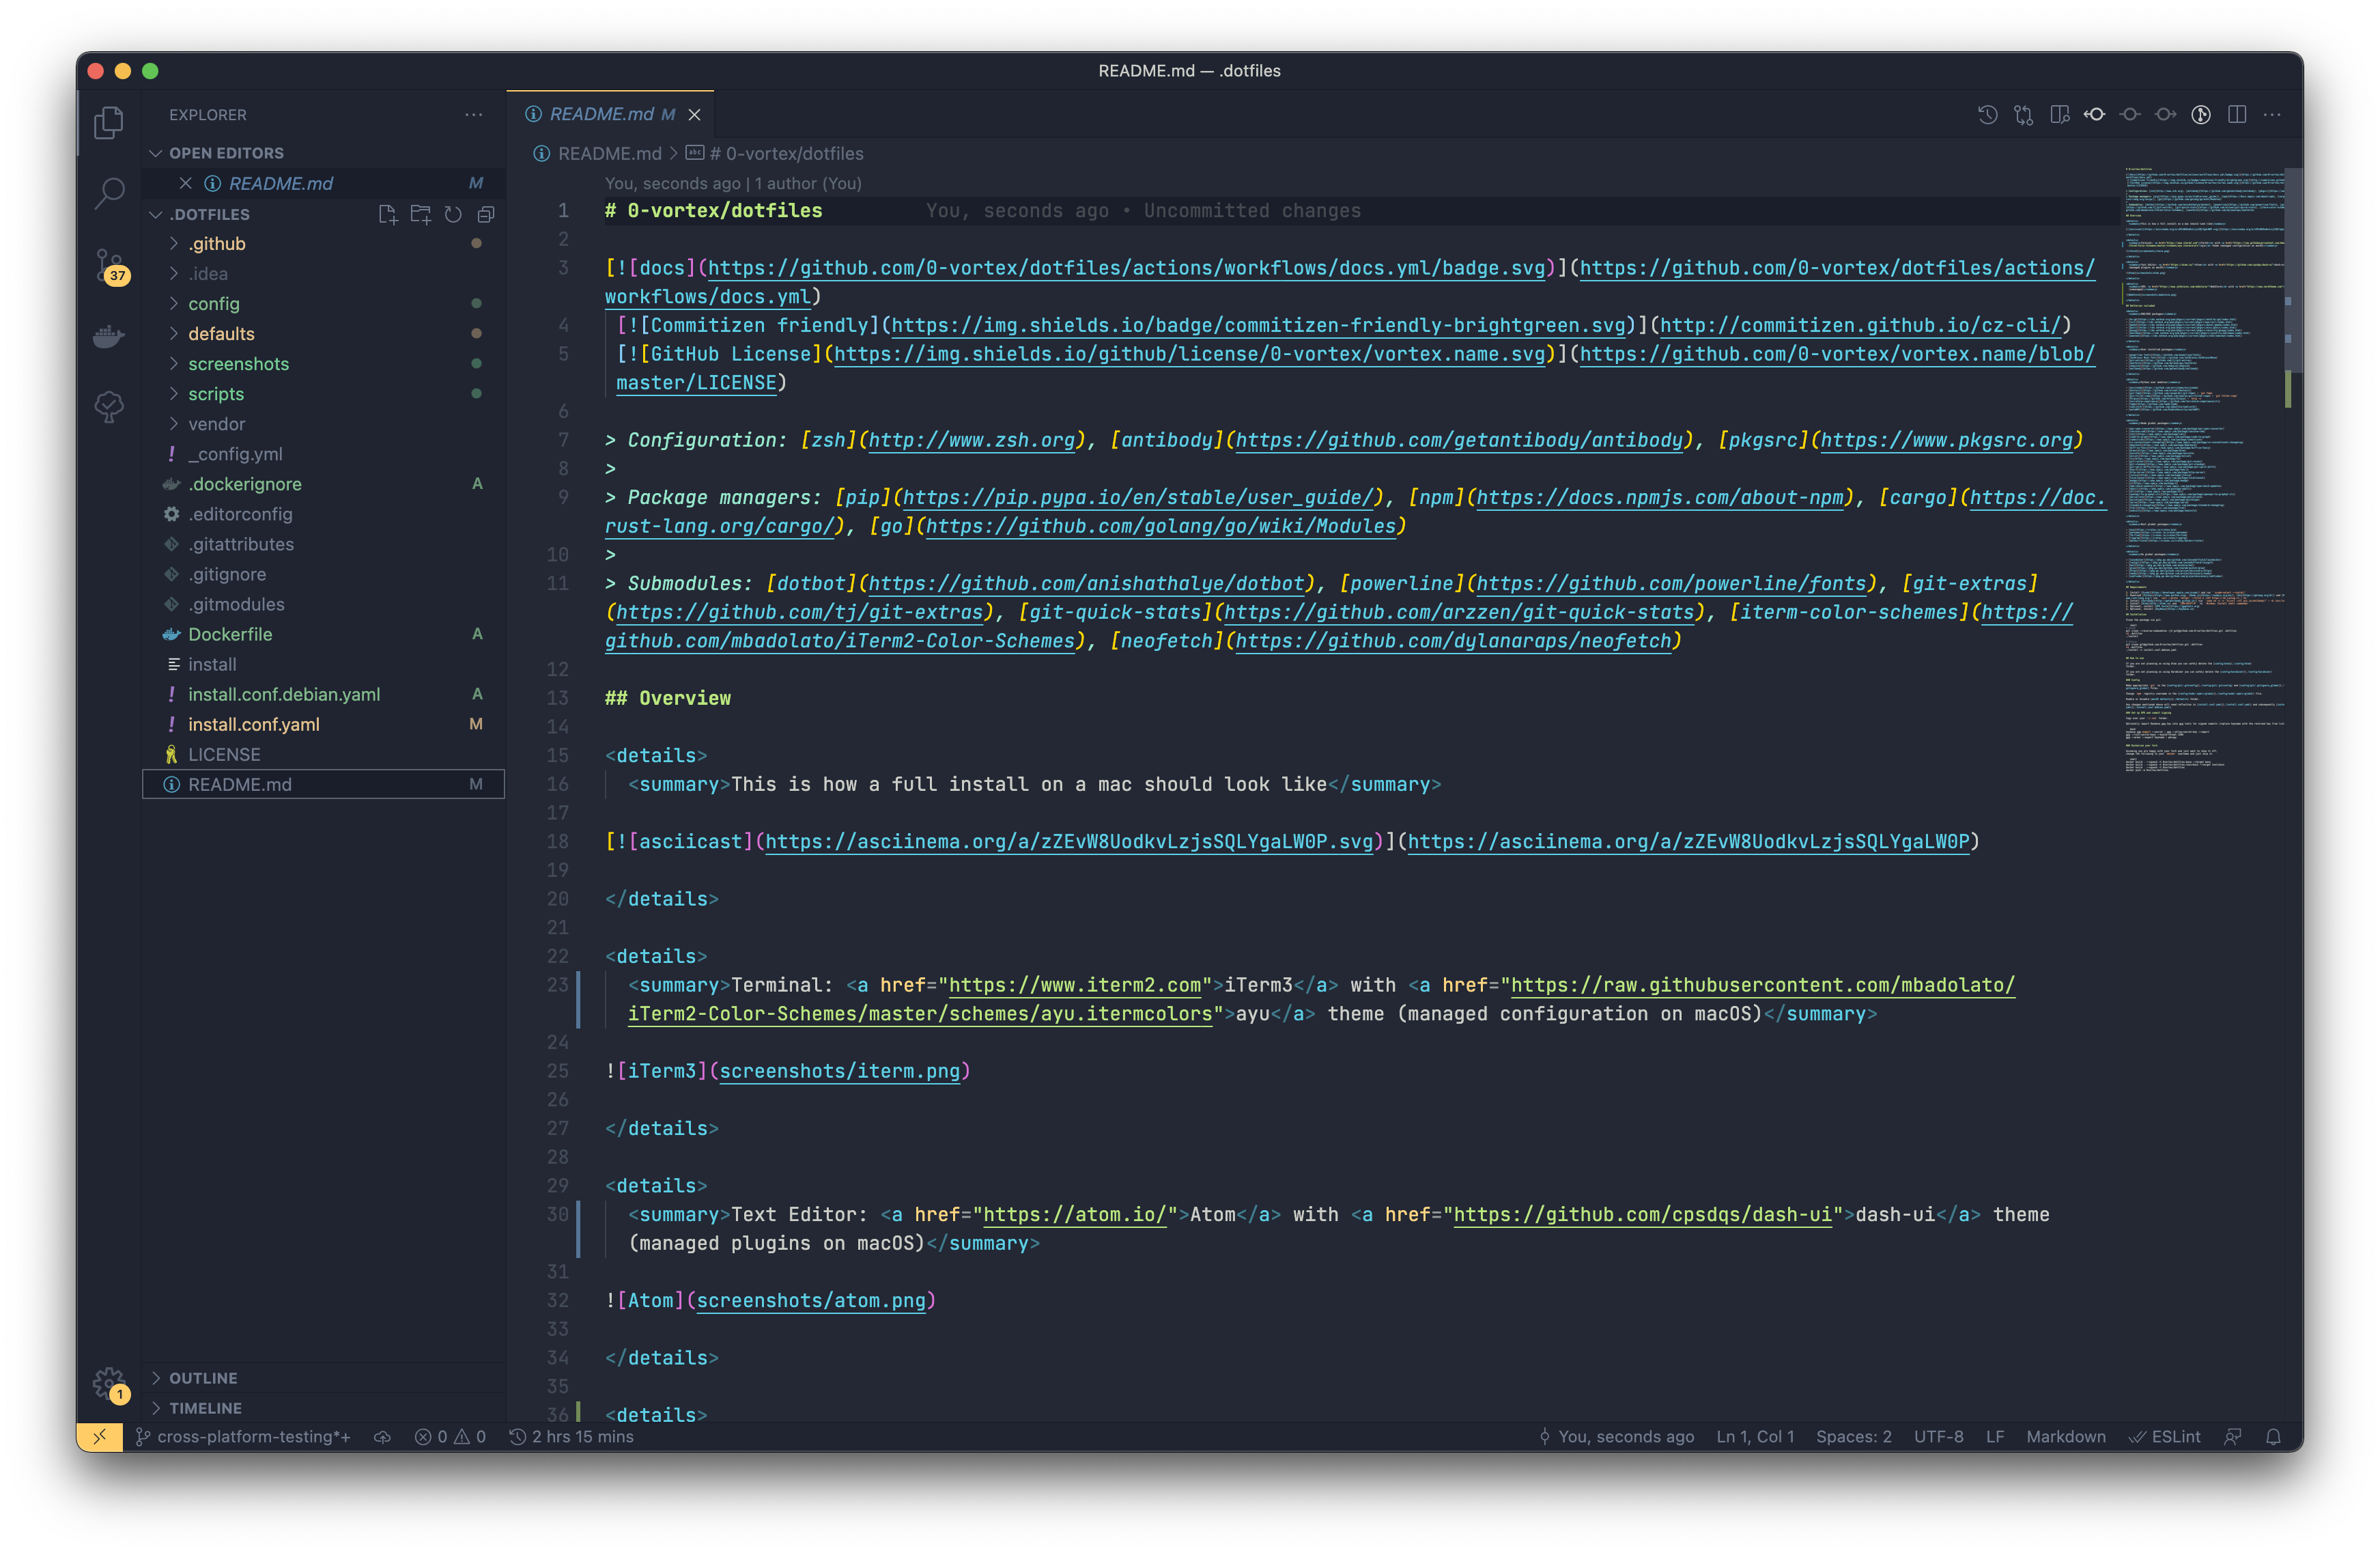 README.md — .dotfiles
EXPLORER
OPEN EDITORS
README.md M
.DOTFILES
.github
.idea
config
defaults
screenshots
scripts
vendor
! _config.yml
.dockerignore A
.editorconfig
.gitattributes
.gitignore
.gitmodules
Dockerfile A
install
! install.conf.debian.yaml A
! install.conf.yaml M
LICENSE
README.md M
OUTLINE
TIMELINE
37
1
README.md M
README.md > # 0-vortex/dotfiles
You, seconds ago | 1 author (You)
1 # 0-vortex/dotfiles You, seconds ago • Uncommitted changes
2
3 [![docs](https://github.com/0-vortex/dotfiles/actions/workflows/docs.yml/badge.svg)](https://github.com/0-vortex/dotfiles/actions/
workflows/docs.yml)
4 [![Commitizen friendly](https://img.shields.io/badge/commitizen-friendly-brightgreen.svg)](http://commitizen.github.io/cz-cli/)
5 [![GitHub License](https://img.shields.io/github/license/0-vortex/vortex.name.svg)](https://github.com/0-vortex/vortex.name/blob/
master/LICENSE)
6
7 > Configuration: [zsh](http://www.zsh.org), [antibody](https://github.com/getantibody/antibody), [pkgsrc](https://www.pkgsrc.org)
8 >
9 > Package managers: [pip](https://pip.pypa.io/en/stable/user_guide/), [npm](https://docs.npmjs.com/about-npm), [cargo](https://doc.
rust-lang.org/cargo/), [go](https://github.com/golang/go/wiki/Modules)
10 >
11 > Submodules: [dotbot](https://github.com/anishathalye/dotbot), [powerline](https://github.com/powerline/fonts), [git-extras]
(https://github.com/tj/git-extras), [git-quick-stats](https://github.com/arzzen/git-quick-stats), [iterm-color-schemes](https://
github.com/mbadolato/iTerm2-Color-Schemes), [neofetch](https://github.com/dylanaraps/neofetch)
12
13 ## Overview
14
15 <details>
16 <summary>This is how a full install on a mac should look like</summary>
17
18 [![asciicast](https://asciinema.org/a/zZEvW8UodkvLzjsSQLYgaLW0P.svg)](https://asciinema.org/a/zZEvW8UodkvLzjsSQLYgaLW0P)
19
20 </details>
21
22 <details>
23 <summary>Terminal: <a href="https://www.iterm2.com">iTerm3</a> with <a href="https://raw.githubusercontent.com/mbadolato/
iTerm2-Color-Schemes/master/schemes/ayu.itermcolors">ayu</a> theme (managed configuration on macOS)</summary>
24
25 ![iTerm3](screenshots/iterm.png)
26
27 </details>
28
29 <details>
30 <summary>Text Editor: <a href="https://atom.io/">Atom</a> with <a href="https://github.com/cpsdqs/dash-ui">dash-ui</a> theme
(managed plugins on macOS)</summary>
31
32 ![Atom](screenshots/atom.png)
33
34 </details>
35
36 <details>
cross-platform-testing*+ 0 0 2 hrs 15 mins You, seconds ago Ln 1, Col 1 Spaces: 2 UTF-8 LF Markdown ESLint